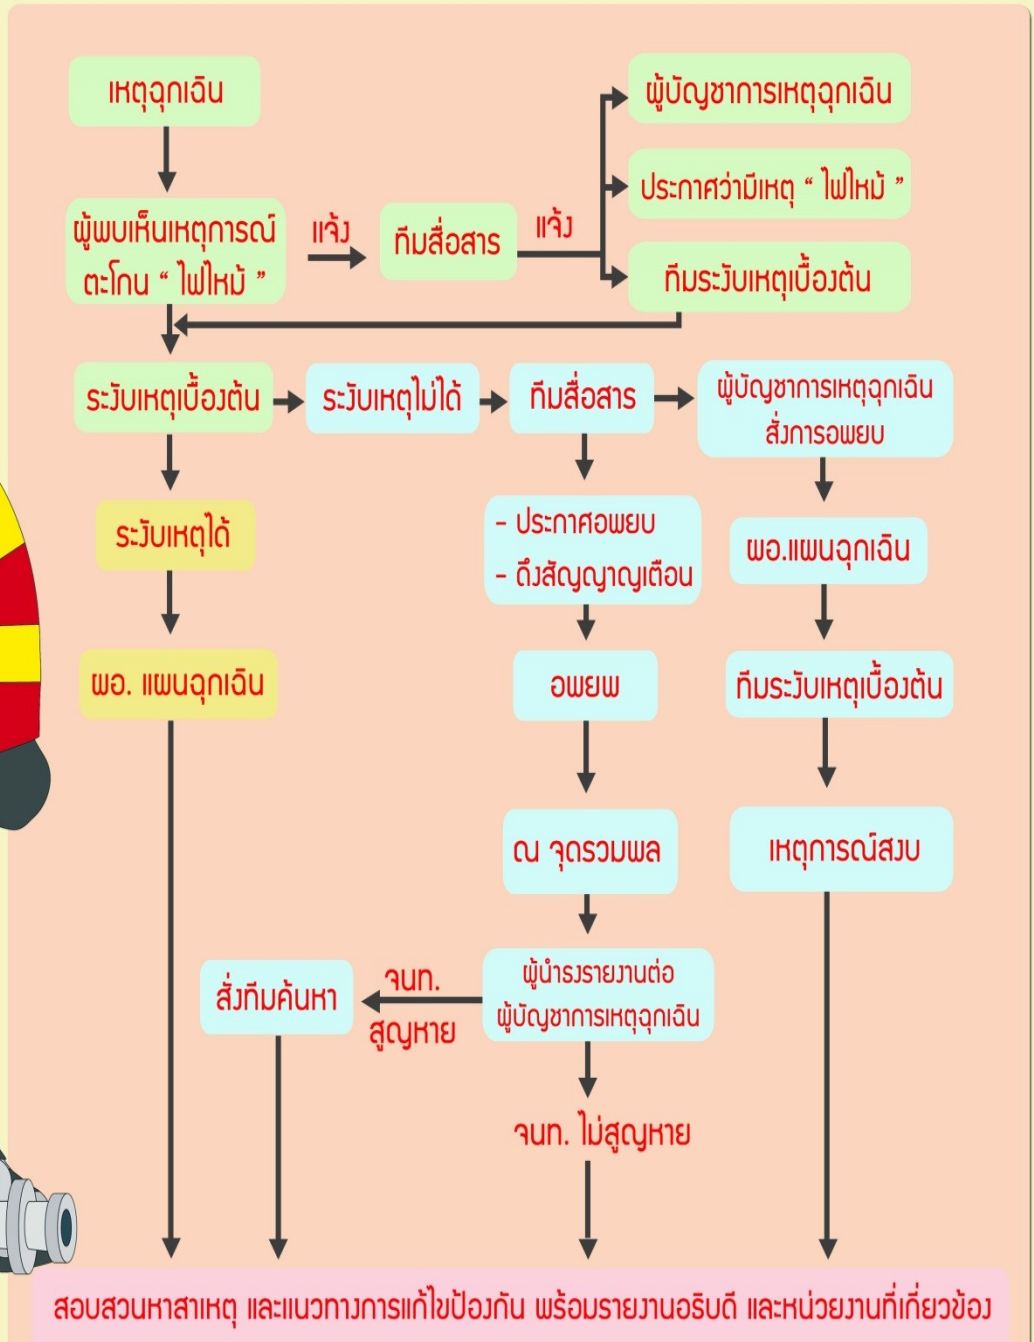 เหตุฉุกเฉิน
ผู้บัญชาการเหตุฉุกเฉิน
ประกาศว่ามีเหตุ “ ไฟไหม้ ”
ผู้พบเห็นเหตุการณ์
ตะโกน “ ไฟไหม้ ”
แจ้ง
ทีมสื่อสาร
แจ้ง
ทีมระงับเหตุเบื้องต้น
ระงับเหตุเบื้องต้น
ระงับเหตุไม่ได้
ทีมสื่อสาร
ผู้บัญชาการเหตุฉุกเฉิน
สั่งการอพยบ
ระงับเหตุได้
- ประกาศอพยบ
- ดึงสัญญาญเตือน
ผอ.แผนฉุกเฉิน
ผอ. แผนฉุกเฉิน
อพยพ
ทีมระงับเหตุเบื้องต้น
ณ จุดรวมพล
เหตุการณ์สงบ
สั่งทีมค้นหา
จนท.
สูญหาย
ผู้นำรงรายงานต่อ
ผู้บัญชาการเหตุฉุกเฉิน
จนท. ไม่สูญหาย
สอบสวนหาสาเหตุ และแนวทางการแก้ไขป้องกัน พร้อมรายงานอธิบดี และหน่วยงานที่เกี่ยวข้อง